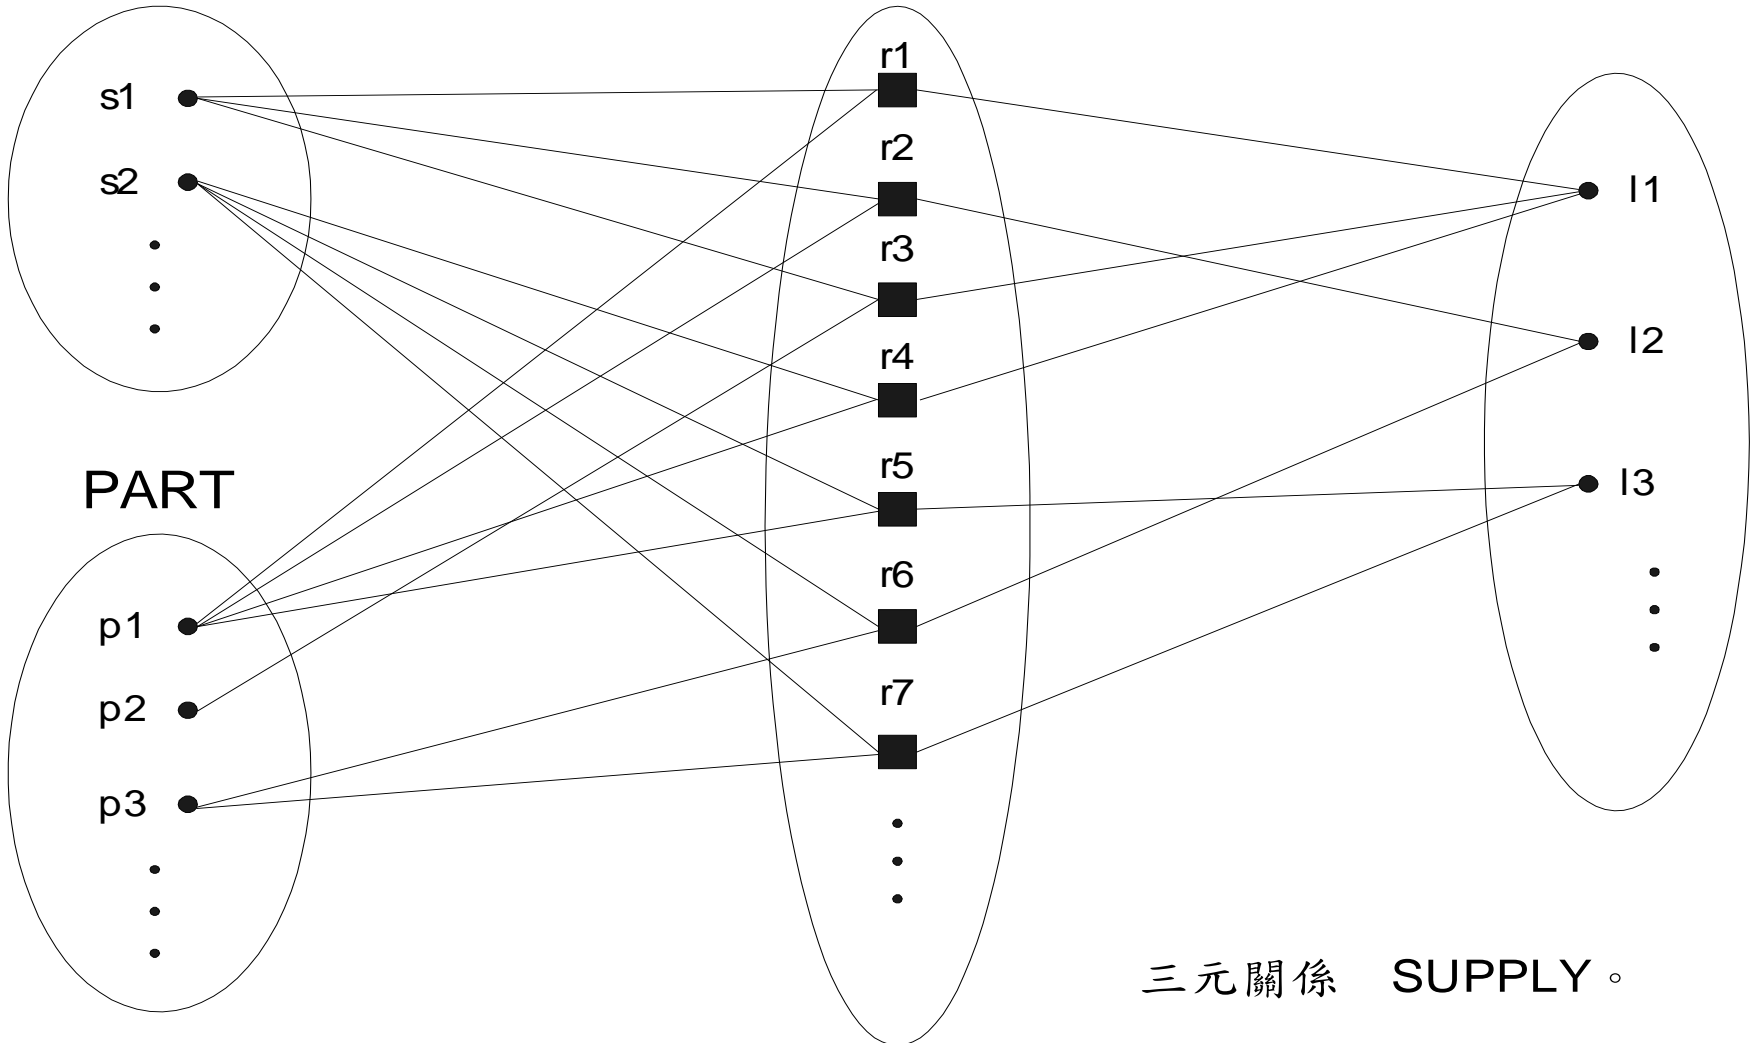 s1
s2
PART
p1
p2
p3
r1
r2
r3
r4
r5
r6
r7
l1
l2
l3
三元關係 SUPPLY。